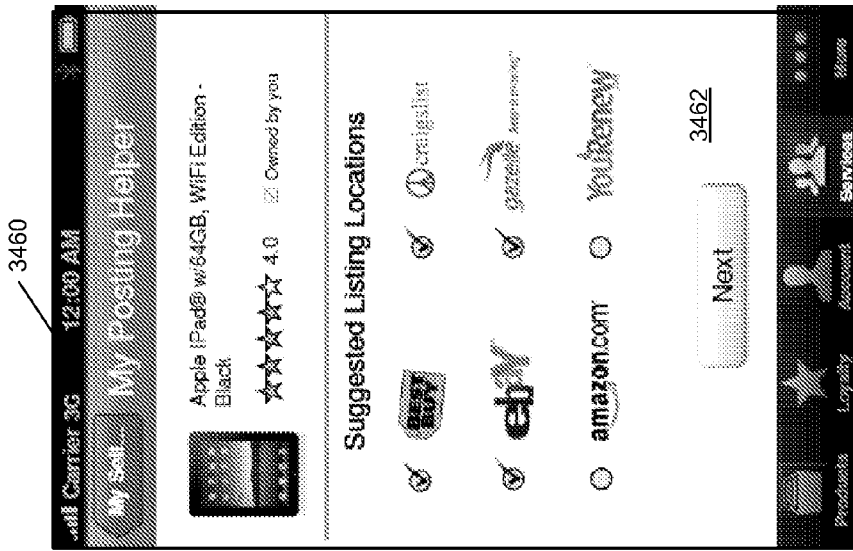 3460
Carrier 3G 12:00 AM
My Sell... My Posting Helper
Apple iPad® w/64GB, WiFi Edition -
Black
4.0 Owned by you
Suggested Listing Locations
BEST BUY craigslist
ebY gazelle
amazon.com YouRenew
Next 3462
Products Loyalty Account Services More